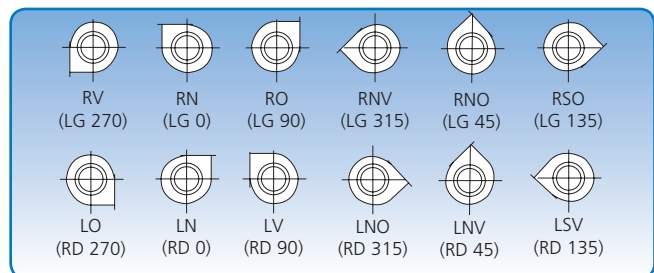 RV RN RO RNV RNO RSO
(LG 270) (LG 0) (LG 90) (LG 315) (LG 45) (LG 135)
LO LN LV LNO LNV LSV
(RD 270) (RD 0) (RD 90) (RD 315) (RD 45) (RD 135)